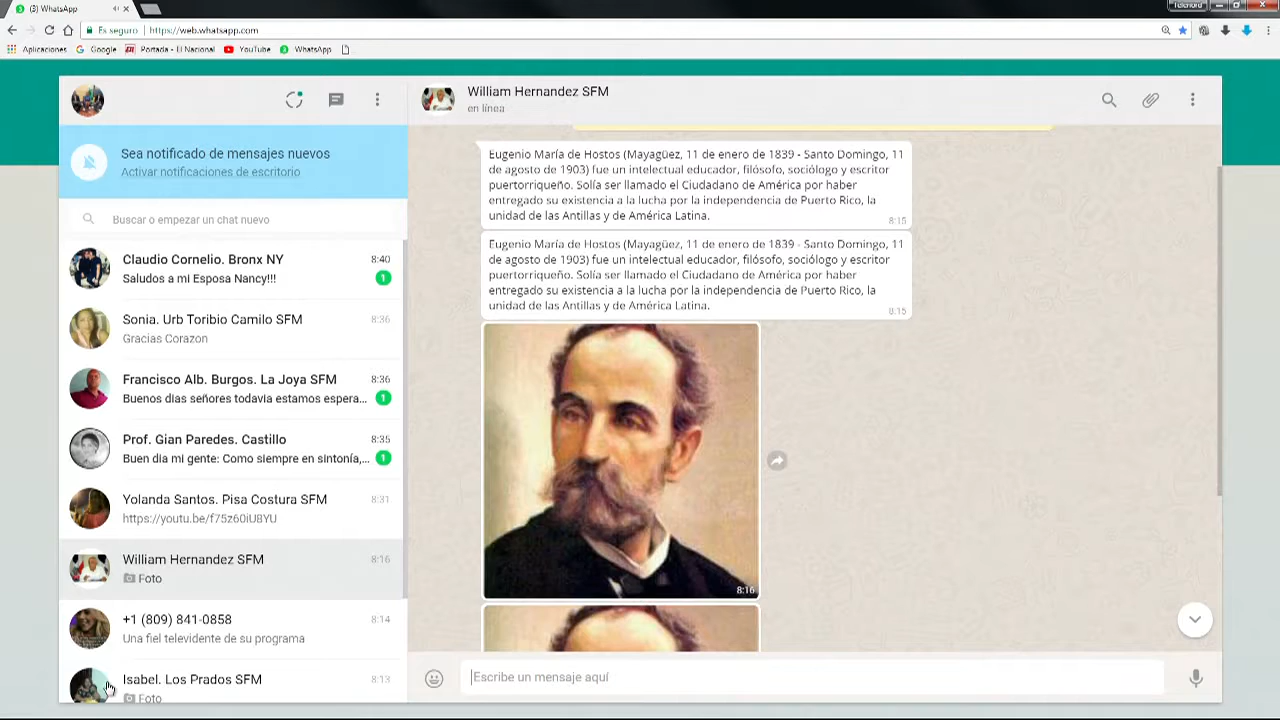 (3) WhatsApp
Telenord
Es seguro
https://web.whatsapp.com
Aplicaciones
Google
Portada - El Nacional
YouTube
WhatsApp
William Hernandez SFM
en línea
Sea notificado de mensajes nuevos
Activar notificaciones de escritorio
Buscar o empezar un chat nuevo
Claudio Cornelio. Bronx NY
8:40
Saludos a mi Esposa Nancy!!!
1
Sonia. Urb Toribio Camilo SFM
8:36
Gracias Corazon
Francisco Alb. Burgos. La Joya SFM
8:36
Buenos dias señores todavia estamos espera...
1
Prof. Gian Paredes. Castillo
8:35
Buen dia mi gente: Como siempre en sintonía,...
1
Yolanda Santos. Pisa Costura SFM
8:31
https://youtu.be/f75z60iU8YU
William Hernandez SFM
8:16
Foto
+1 (809) 841-0858
8:14
Una fiel televidente de su programa
Isabel. Los Prados SFM
8:13
Foto
Eugenio María de Hostos (Mayagüez, 11 de enero de 1839 - Santo Domingo, 11
de agosto de 1903) fue un intelectual educador, filósofo, sociólogo y escritor
puertorriqueño. Solía ser llamado el Ciudadano de América por haber
entregado su existencia a la lucha por la independencia de Puerto Rico, la
unidad de las Antillas y de América Latina.
8:15
Eugenio María de Hostos (Mayagüez, 11 de enero de 1839 - Santo Domingo, 11
de agosto de 1903) fue un intelectual educador, filósofo, sociólogo y escritor
puertorriqueño. Solía ser llamado el Ciudadano de América por haber
entregado su existencia a la lucha por la independencia de Puerto Rico, la
unidad de las Antillas y de América Latina.
8:15
8:16
Escribe un mensaje aquí